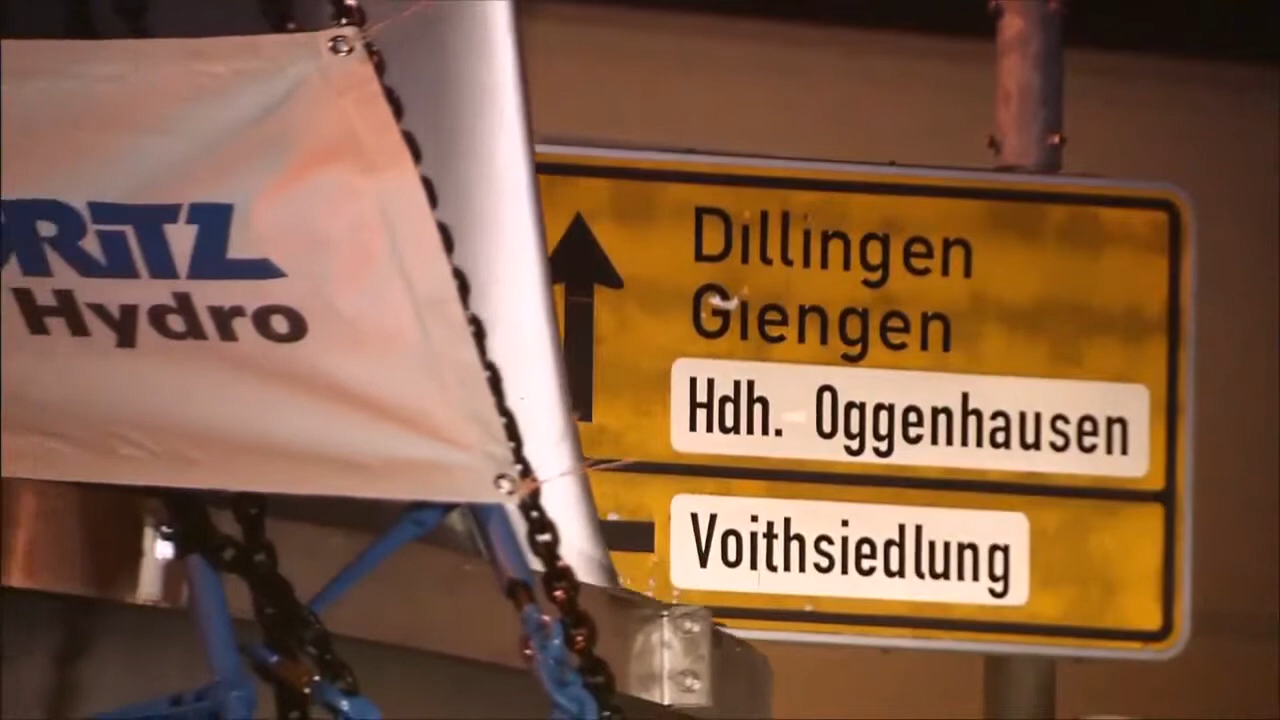 RITZ
Hydro
Dillingen
Giengen
Hdh. Oggenhausen
Voithsiedlung